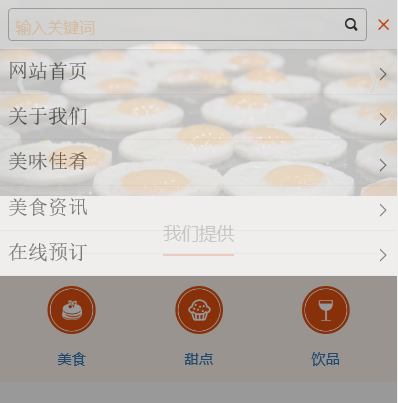 输入关键词
网站首页
关于我们
美味佳肴
美食资讯
我们提供
在线预订
美食
甜点
饮品